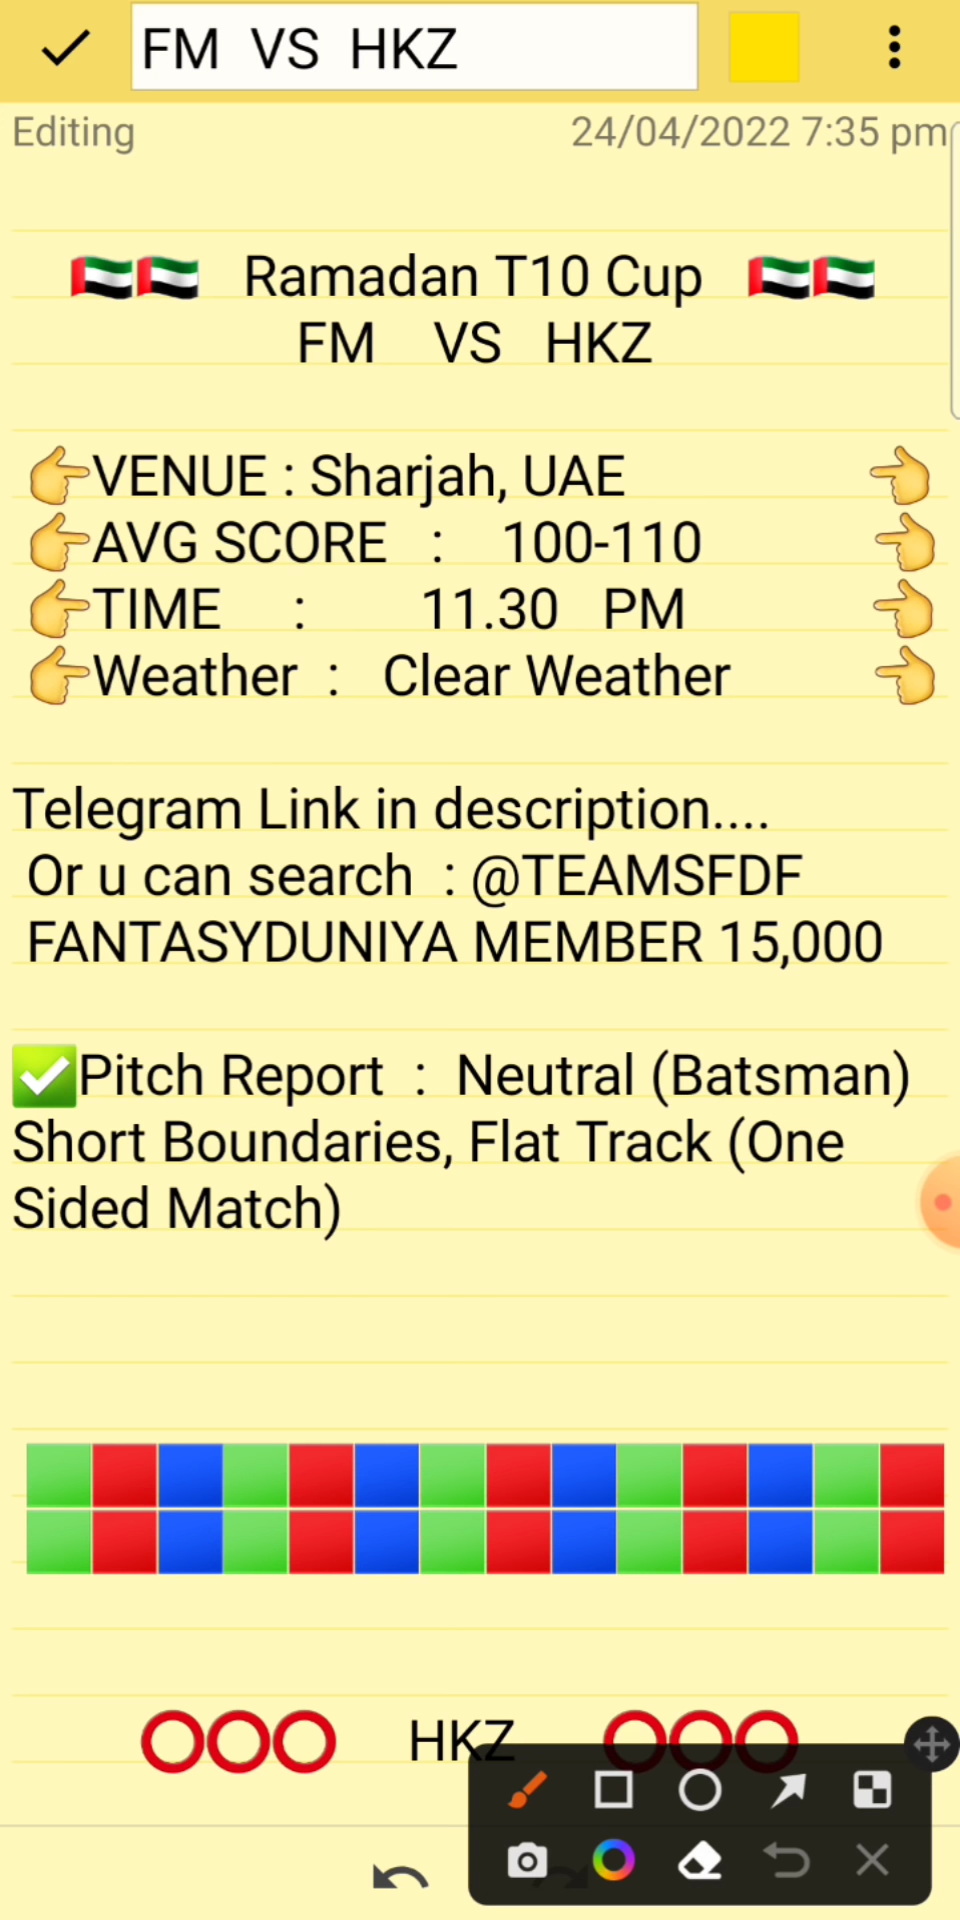 FM VS HKZ
Editing 24/04/2022 7:35 pm
🇦🇪🇦🇪 Ramadan T10 Cup 🇦🇪🇦🇪
FM VS HKZ
👉VENUE : Sharjah, UAE 👈
👉AVG SCORE : 100-110 👈
👉TIME : 11.30 PM 👈
👉Weather : Clear Weather 👈
Telegram Link in description....
Or u can search : @TEAMSFDF
FANTASYDUNIYA MEMBER 15,000
✅Pitch Report : Neutral (Batsman)
Short Boundaries, Flat Track (One
Sided Match)
⭕⭕⭕ HKZ ⭕⭕⭕